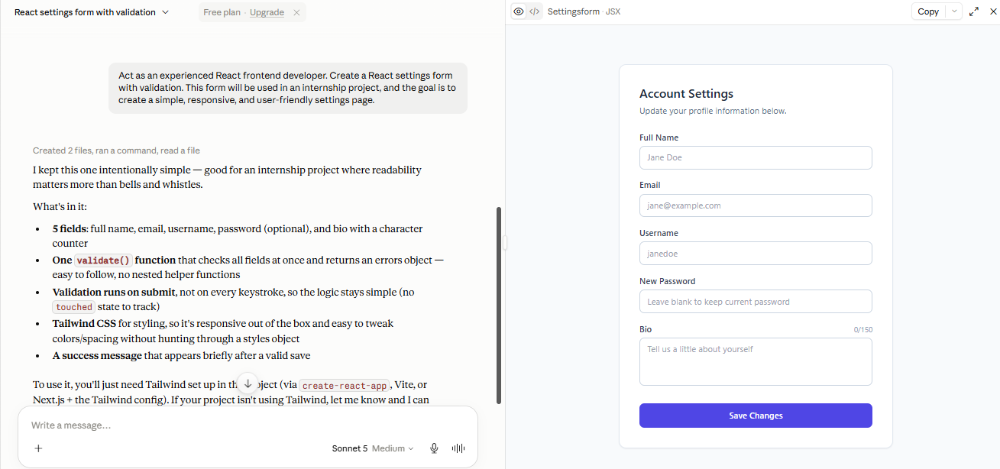 React settings form with validation
Free plan · Upgrade
Settingsform · JSX
Copy
Act as an experienced React frontend developer. Create a React settings form
with validation. This form will be used in an internship project, and the goal is to
create a simple, responsive, and user-friendly settings page.
Created 2 files, ran a command, read a file
I kept this one intentionally simple — good for an internship project where readability
matters more than bells and whistles.
What's in it:
• 5 fields: full name, email, username, password (optional), and bio with a character
counter
• One validate() function that checks all fields at once and returns an errors object —
easy to follow, no nested helper functions
• Validation runs on submit, not on every keystroke, so the logic stays simple (no
touched state to track)
• Tailwind CSS for styling, so it's responsive out of the box and easy to tweak
colors/spacing without hunting through a styles object
• A success message that appears briefly after a valid save
To use it, you'll just need Tailwind set up in (via create-react-app, Vite, or
Next.js + the Tailwind config). If your project isn't using Tailwind, let me know and I can
Write a message...
Sonnet 5 Medium
Account Settings
Update your profile information below.
Full Name
Jane Doe
Email
jane@example.com
Username
janedoe
New Password
Leave blank to keep current password
Bio 0/150
Tell us a little about yourself
Save Changes